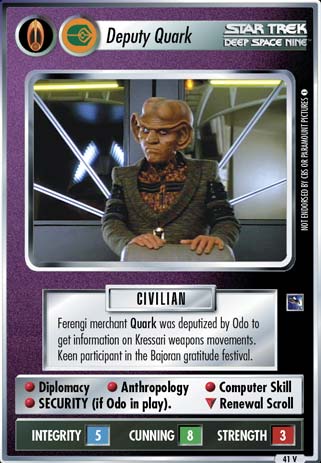 Deputy Quark
STAR TREK
DEEP SPACE NINE
NOT ENDORSED BY CBS OR PARAMOUNT PICTURES
CIVILIAN
Ferengi merchant Quark was deputized by Odo to
get information on Kressari weapons movements.
Keen participant in the Bajoran gratitude festival.
Diplomacy Anthropology Computer Skill
SECURITY (if Odo in play). Renewal Scroll
INTEGRITY 5 CUNNING 8 STRENGTH 3
41 V